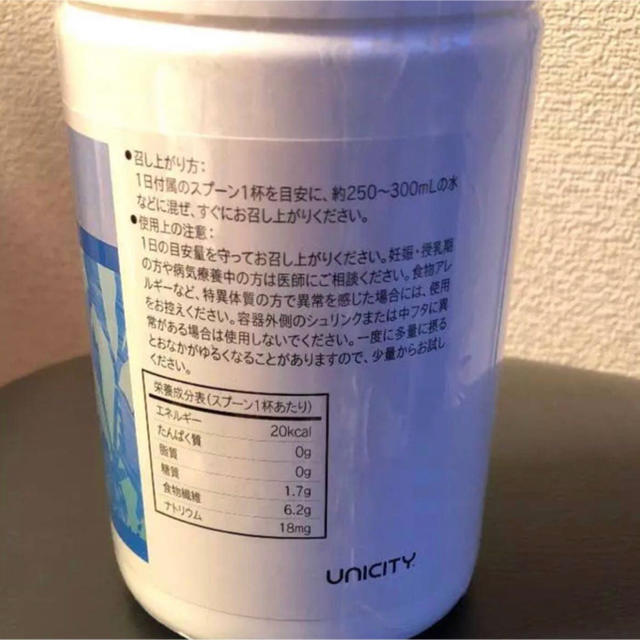 ●召し上がり方：
1日付属のスプーン1杯を目安に、約250～300mLの水
などに混ぜ、すぐにお召し上がりください。
●使用上の注意：
1日の目安量を守ってお召し上がりください。妊娠・授乳期
の方や病気療養中の方は医師にご相談ください。食物アレ
ルギーなど、特異体質の方で異常を感じた場合には、使用
をお控えください。容器外側のシュリンクまたは中フタに異
常がある場合は使用しないでください。一度に多量に摂る
とおなかがゆるくなることがありますので、少量からお試し
ください。
栄養成分表(スプーン1杯あたり)
エネルギー 20kcal
たんぱく質 0g
脂質 0g
糖質 1.7g
食物繊維 6.2g
ナトリウム 18mg
UNICITY